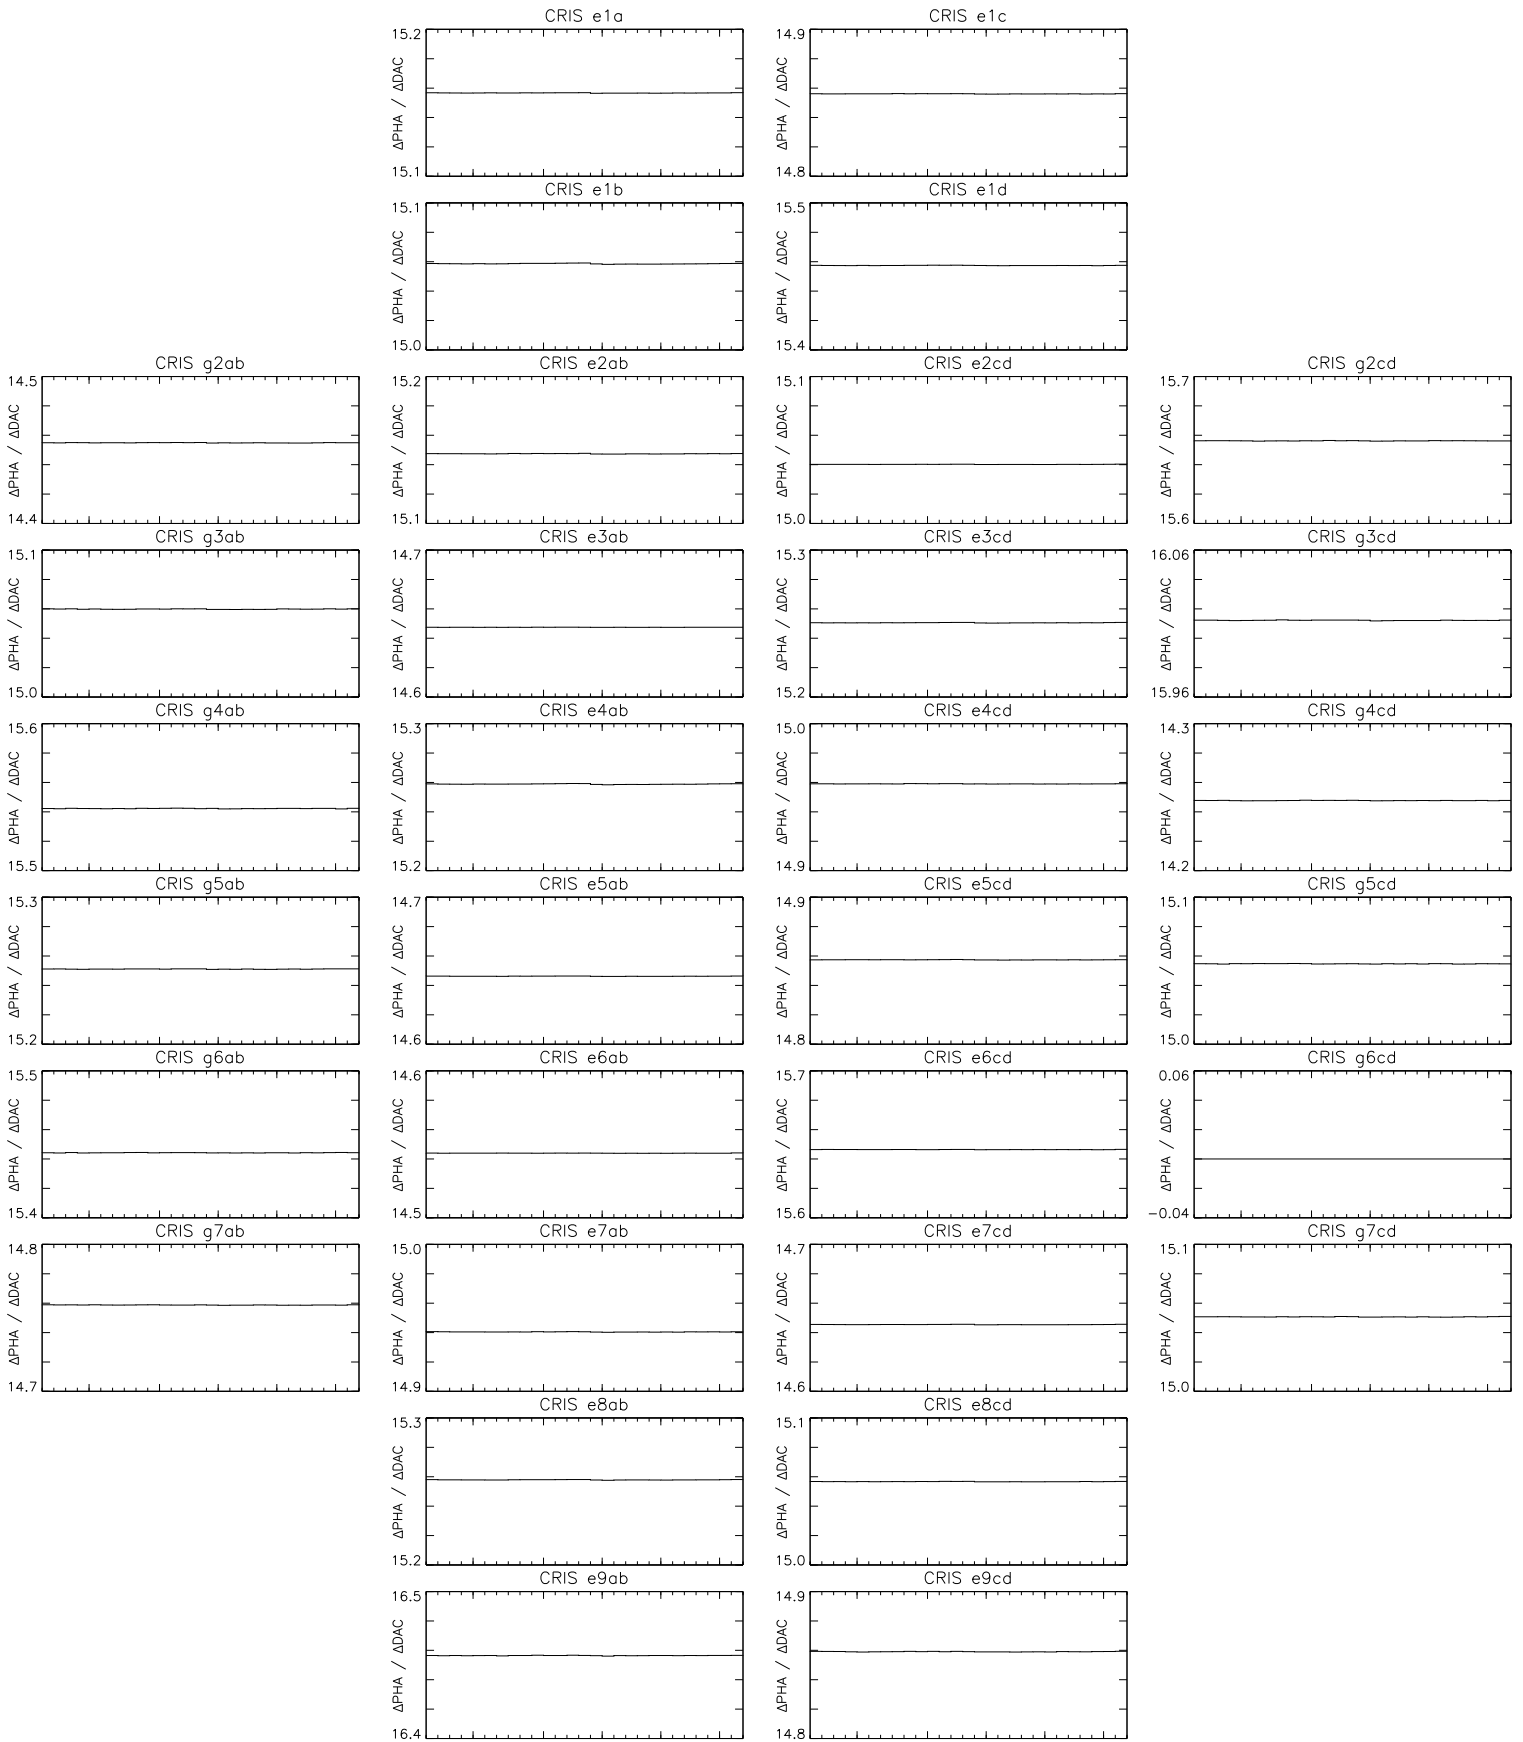 CRIS e1a
15.2
ΔPHA / ΔDAC
15.1
CRIS e1c
14.9
ΔPHA / ΔDAC
14.8
CRIS e1b
15.1
ΔPHA / ΔDAC
15.0
CRIS e1d
15.5
ΔPHA / ΔDAC
15.4
CRIS g2ab
14.5
ΔPHA / ΔDAC
14.4
CRIS e2ab
15.2
ΔPHA / ΔDAC
15.1
CRIS e2cd
15.1
ΔPHA / ΔDAC
15.0
CRIS g2cd
15.7
ΔPHA / ΔDAC
15.6
CRIS g3ab
15.1
ΔPHA / ΔDAC
15.0
CRIS e3ab
14.7
ΔPHA / ΔDAC
14.6
CRIS e3cd
15.3
ΔPHA / ΔDAC
15.2
CRIS g3cd
16.06
ΔPHA / ΔDAC
15.96
CRIS g4ab
15.6
ΔPHA / ΔDAC
15.5
CRIS e4ab
15.3
ΔPHA / ΔDAC
15.2
CRIS e4cd
15.0
ΔPHA / ΔDAC
14.9
CRIS g4cd
14.3
ΔPHA / ΔDAC
14.2
CRIS g5ab
15.3
ΔPHA / ΔDAC
15.2
CRIS e5ab
14.7
ΔPHA / ΔDAC
14.6
CRIS e5cd
14.9
ΔPHA / ΔDAC
14.8
CRIS g5cd
15.1
ΔPHA / ΔDAC
15.0
CRIS g6ab
15.5
ΔPHA / ΔDAC
15.4
CRIS e6ab
14.6
ΔPHA / ΔDAC
14.5
CRIS e6cd
15.7
ΔPHA / ΔDAC
15.6
CRIS g6cd
0.06
ΔPHA / ΔDAC
−0.04
CRIS g7ab
14.8
ΔPHA / ΔDAC
14.7
CRIS e7ab
15.0
ΔPHA / ΔDAC
14.9
CRIS e7cd
14.7
ΔPHA / ΔDAC
14.6
CRIS g7cd
15.1
ΔPHA / ΔDAC
15.0
CRIS e8ab
15.3
ΔPHA / ΔDAC
15.2
CRIS e8cd
15.1
ΔPHA / ΔDAC
15.0
CRIS e9ab
16.5
ΔPHA / ΔDAC
16.4
CRIS e9cd
14.9
ΔPHA / ΔDAC
14.8